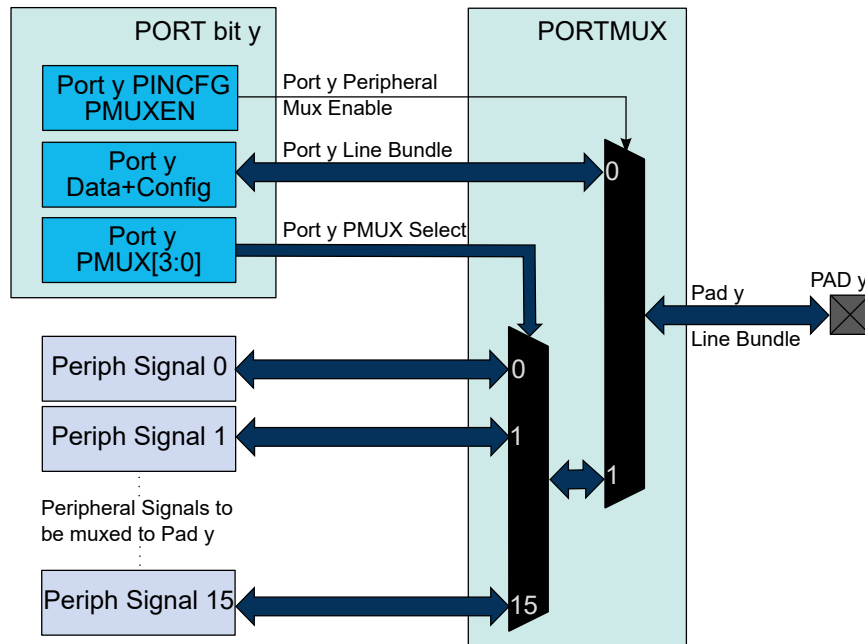 PORT bit y
PORTMUX
Port y PINCFG
PMUXEN
Port y Peripheral
Mux Enable
Port y
Data+Config
Port y Line Bundle
0
Port y
PMUX[3:0]
Port y PMUX Select
Pad y
Line Bundle
PAD y
Periph Signal 0
0
Periph Signal 1
1
1
Peripheral Signals to
be muxed to Pad y
Periph Signal 15
15